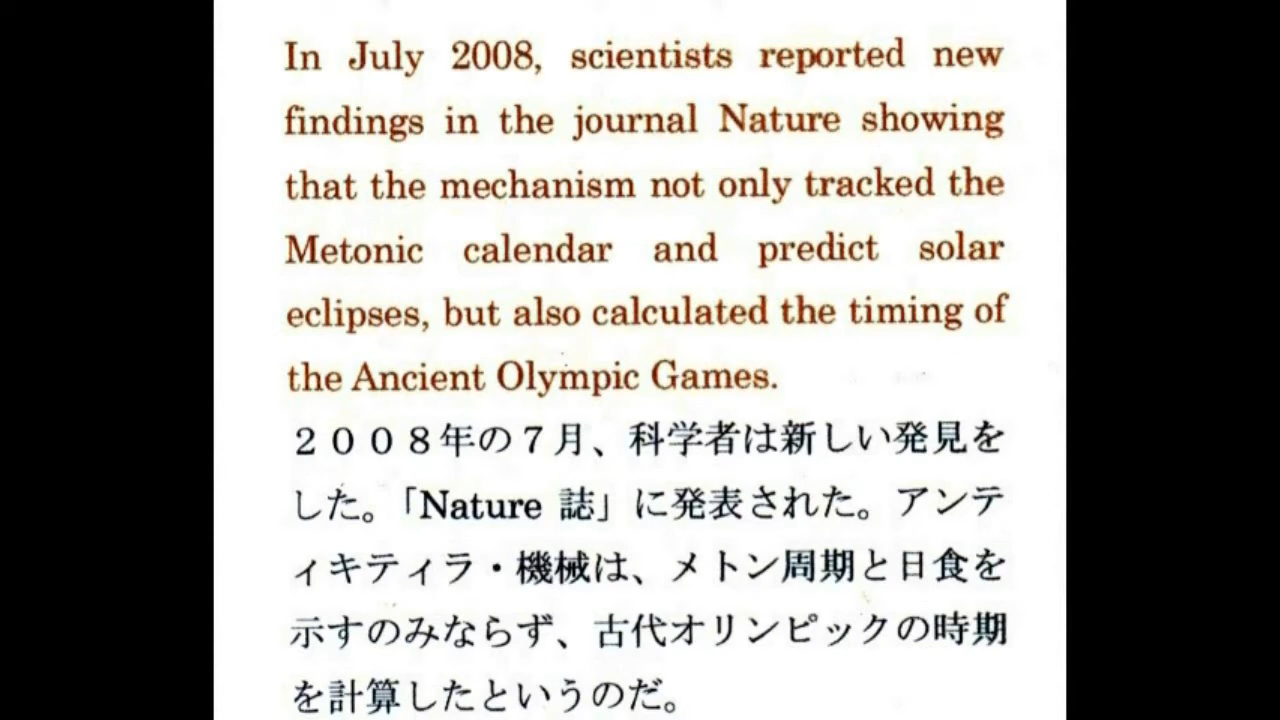 In July 2008, scientists reported new
findings in the journal Nature showing
that the mechanism not only tracked the
Metonic calendar and predict solar
eclipses, but also calculated the timing of
the Ancient Olympic Games.
２００８年の７月、科学者は新しい発見を
した。「Nature 誌」に発表された。アンテ
ィキティラ・機械は、メトン周期と日食を
示すのみならず、古代オリンピックの時期
を計算したというのだ。